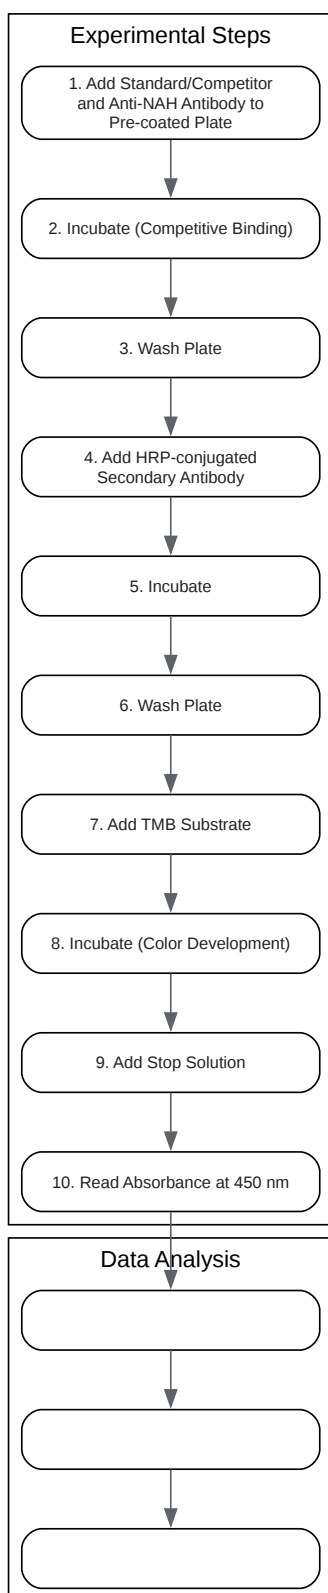 Experimental Steps
1. Add Standard/Competitor
and Anti-NAH Antibody to
Pre-coated Plate
2. Incubate (Competitive Binding)
3. Wash Plate
4. Add HRP-conjugated
Secondary Antibody
5. Incubate
6. Wash Plate
7. Add TMB Substrate
8. Incubate (Color Development)
9. Add Stop Solution
10. Read Absorbance at 450 nm
Data Analysis